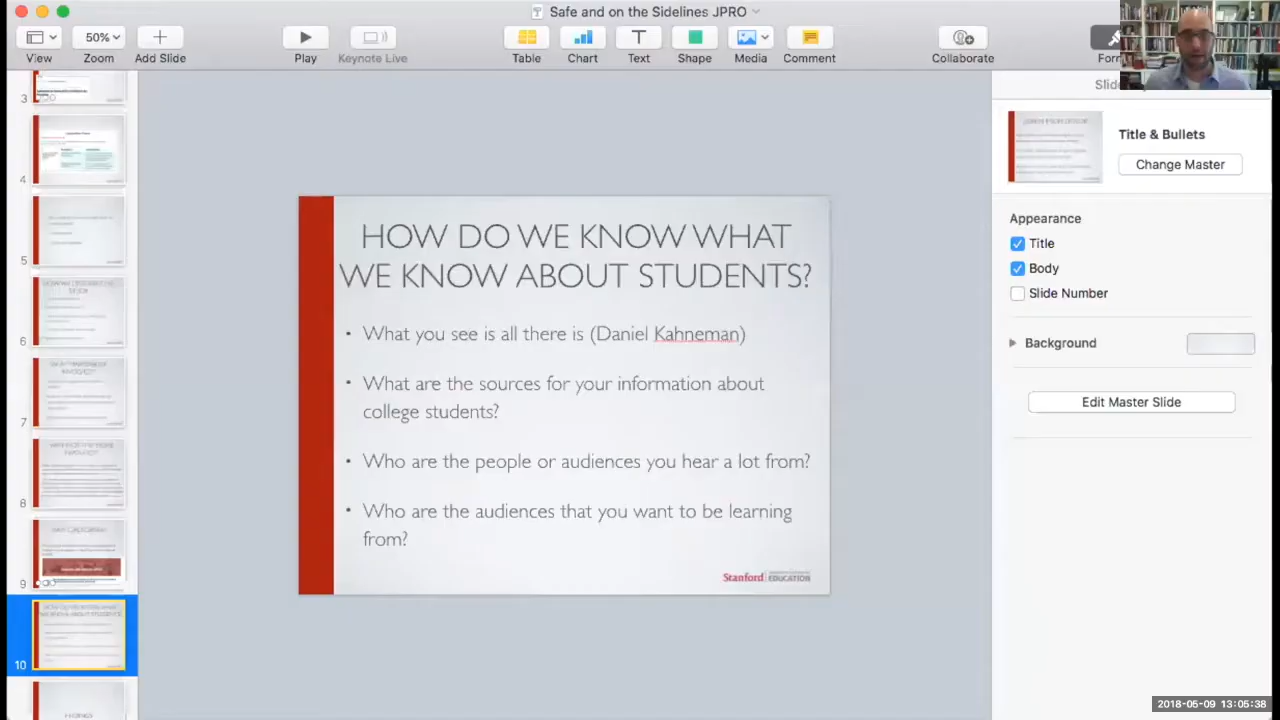 Safe and on the Sidelines JPRO
50%
View
Zoom
Add Slide
Play
Keynote Live
Table
Chart
Text
Shape
Media
Comment
Collaborate
3
4
5
6
7
8
9
10
HOW DO WE KNOW WHAT
WE KNOW ABOUT STUDENTS?
• What you see is all there is (Daniel Kahneman)
• What are the sources for your information about
college students?
• Who are the people or audiences you hear a lot from?
• Who are the audiences that you want to be learning
from?
Stanford EDUCATION
Title & Bullets
Change Master
Appearance
Title
Body
Slide Number
Background
Edit Master Slide
2018-05-09 13:05:38